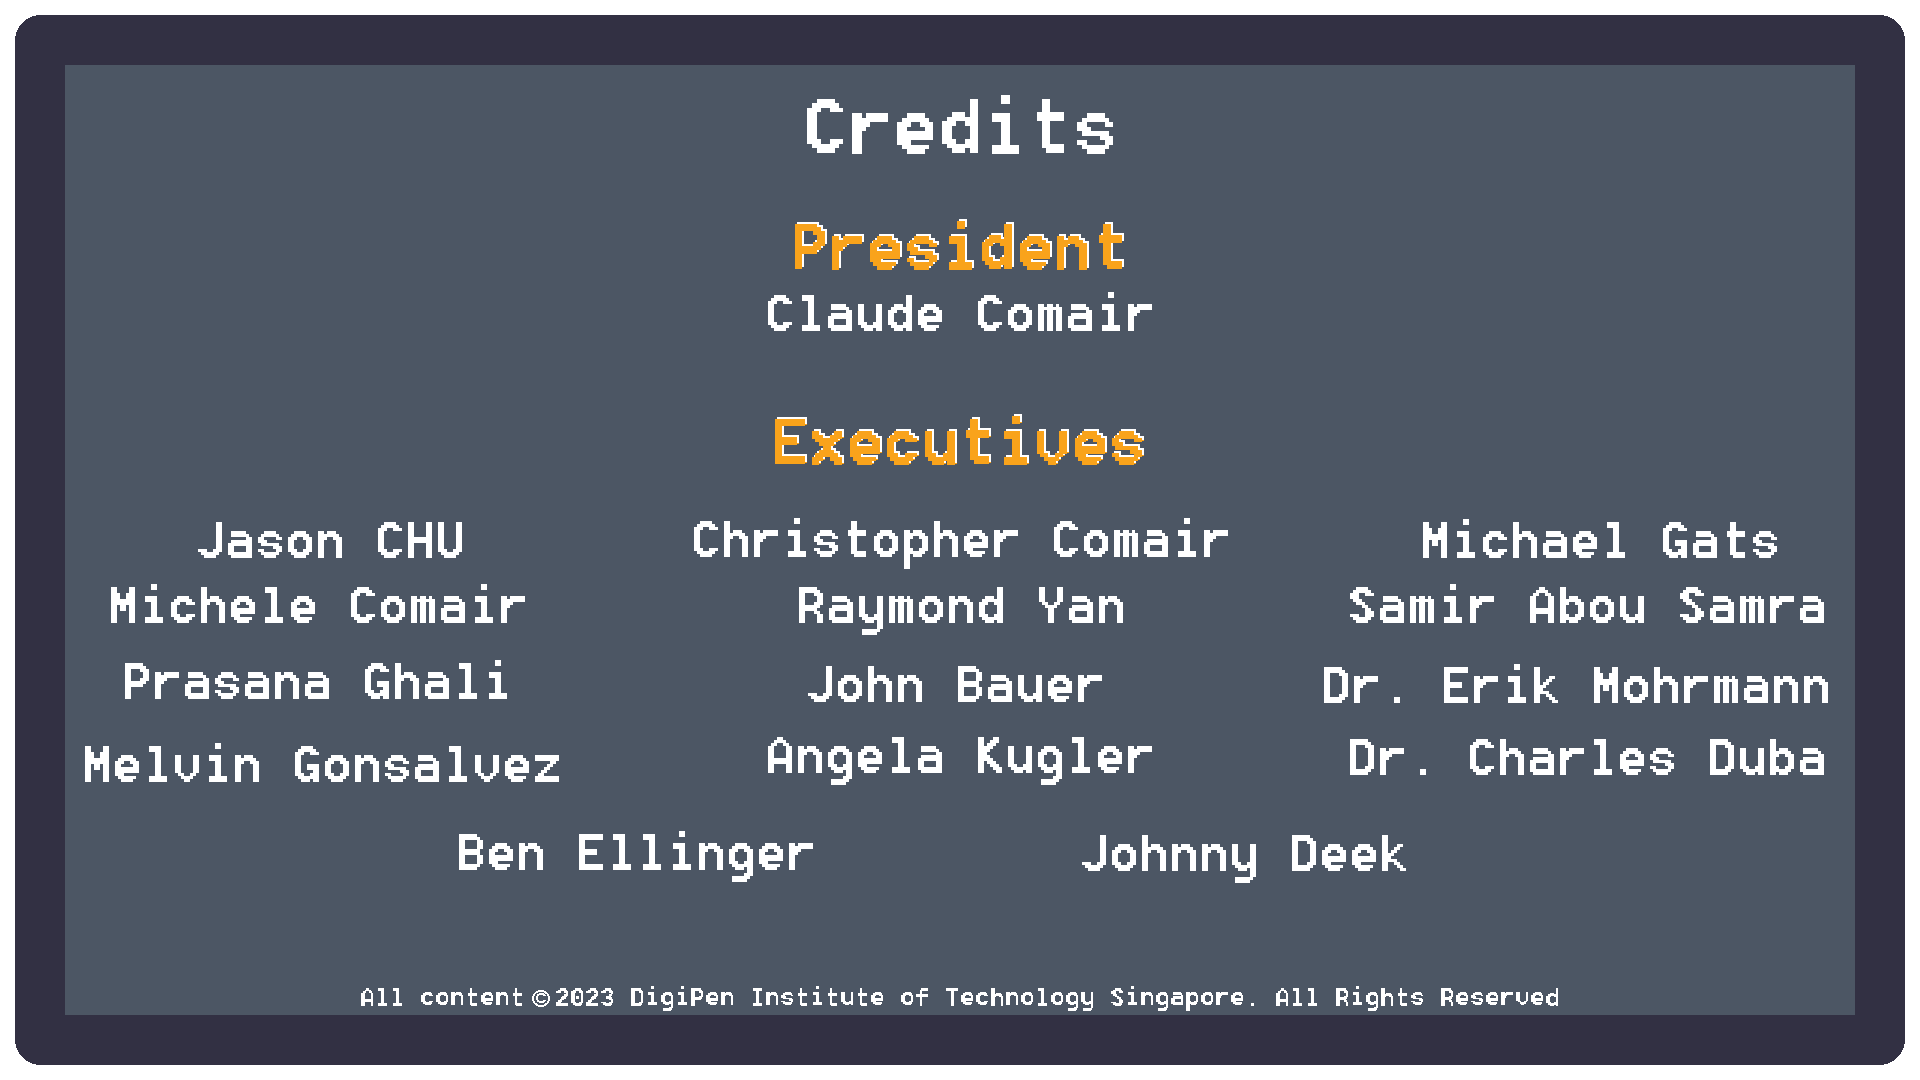 Credits
President
Claude Comair
Executives
Jason CHU Christopher Comair Michael Gats
Michele Comair Raymond Yan Samir Abou Samra
Prasana Ghali John Bauer Dr. Erik Mohrmann
Melvin Gonsalvez Angela Kugler Dr. Charles Duba
Ben Ellinger Johnny Deek
All content ©2023 DigiPen Institute of Technology Singapore. All Rights Reserved